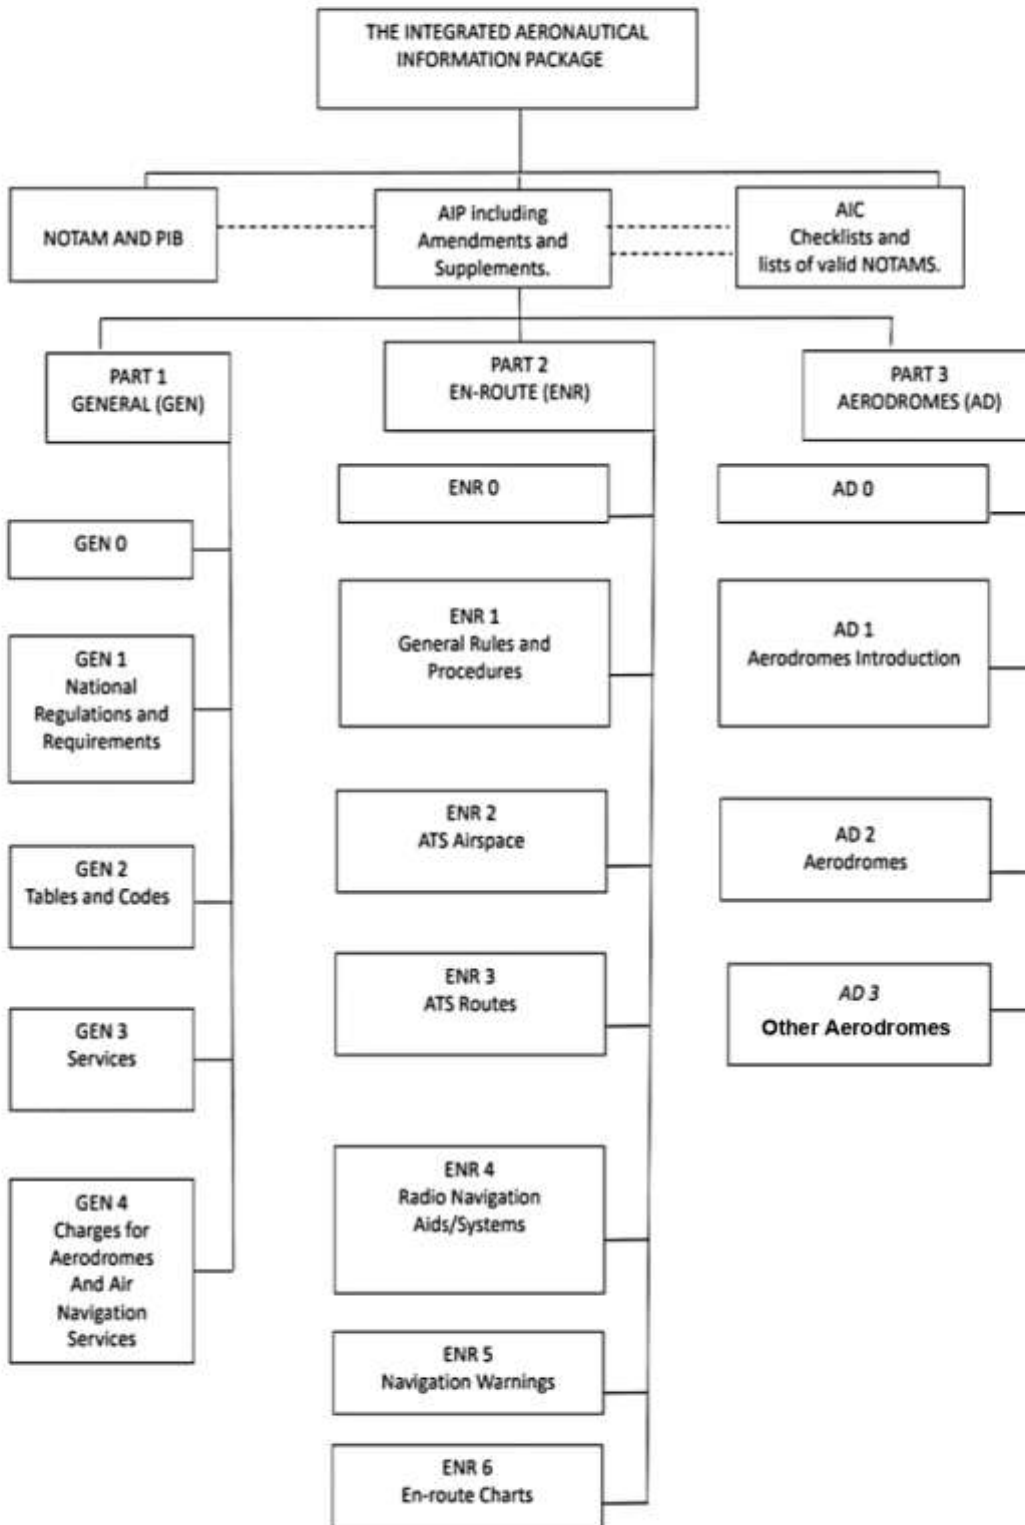 THE INTEGRATED AERONAUTICAL
INFORMATION PACKAGE
NOTAM AND PIB
AIP including
Amendments and
Supplements.
AIC
Checklists and
lists of valid NOTAMS.
PART 1
GENERAL (GEN)
GEN 0
GEN 1
National
Regulations and
Requirements
GEN 2
Tables and Codes
GEN 3
Services
GEN 4
Charges for
Aerodromes
And Air
Navigation
Services
PART 2
EN-ROUTE (ENR)
ENR 0
ENR 1
General Rules and
Procedures
ENR 2
ATS Airspace
ENR 3
ATS Routes
ENR 4
Radio Navigation
Aids/Systems
ENR 5
Navigation Warnings
ENR 6
En-route Charts
PART 3
AERODROMES (AD)
AD 0
AD 1
Aerodromes Introduction
AD 2
Aerodromes
AD 3
Other Aerodromes